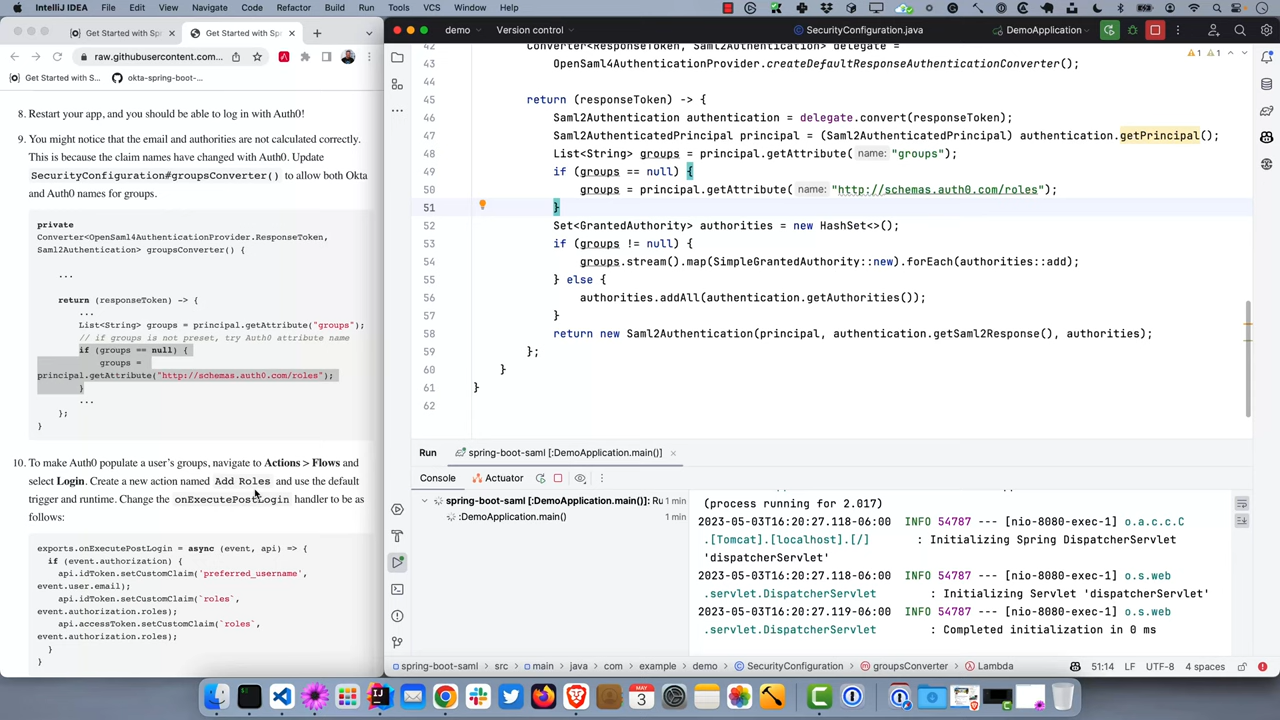 IntelliJ IDEA File Edit View Navigate Code Refactor Build Run Tools VCS Window Help
Get Started with Spr
Get Started with Spr
raw.githubusercontent.com...
Get Started with S...
okta-spring-boot-...
8. Restart your app, and you should be able to log in with Auth0!
9. You might notice that the email and authorities are not calculated correctly.
This is because the claim names have changed with Auth0. Update
SecurityConfiguration#groupsConverter() to allow both Okta
and Auth0 names for groups.
private
Converter<OpenSaml4AuthenticationProvider.ResponseToken,
Saml2Authentication> groupsConverter() {
...
return (responseToken) -> {
...
List<String> groups = principal.getAttribute("groups");
// if groups is not preset, try Auth0 attribute name
if (groups == null) {
groups =
principal.getAttribute("http://schemas.auth0.com/roles");
}
...
};
}
10. To make Auth0 populate a user's groups, navigate to Actions > Flows and
select Login. Create a new action named Add Roles and use the default
trigger and runtime. Change the onExecutePostLogin handler to be as
follows:
exports.onExecutePostLogin = async (event, api) => {
if (event.authorization) {
api.idToken.setCustomClaim('preferred_username',
event.user.email);
api.idToken.setCustomClaim(`roles`,
event.authorization.roles);
api.accessToken.setCustomClaim(`roles`,
event.authorization.roles);
}
}
demo Version control SecurityConfiguration.java DemoApplication
1 1
42 Converter<ResponseToken, Saml2Authentication> delegate =
43 OpenSaml4AuthenticationProvider.createDefaultResponseAuthenticationConverter();
44
45 return (responseToken) -> {
46 Saml2Authentication authentication = delegate.convert(responseToken);
47 Saml2AuthenticatedPrincipal principal = (Saml2AuthenticatedPrincipal) authentication.getPrincipal();
48 List<String> groups = principal.getAttribute( name: "groups");
49 if (groups == null) {
50 groups = principal.getAttribute( name: "http://schemas.auth0.com/roles");
51 }
52 Set<GrantedAuthority> authorities = new HashSet<>();
53 if (groups != null) {
54 groups.stream().map(SimpleGrantedAuthority::new).forEach(authorities::add);
55 } else {
56 authorities.addAll(authentication.getAuthorities());
57 }
58 return new Saml2Authentication(principal, authentication.getSaml2Response(), authorities);
59 };
60 }
61 }
62
Run spring-boot-saml [:DemoApplication.main()]
Console Actuator
spring-boot-saml [:DemoApplication.main()]: Ru 1 min
:DemoApplication.main() 1 min
(process running for 2.017)
2023-05-03T16:20:27.118-06:00 INFO 54787 --- [nio-8080-exec-1] o.a.c.c.C
.[Tomcat].[localhost].[/] : Initializing Spring DispatcherServlet
'dispatcherServlet'
2023-05-03T16:20:27.118-06:00 INFO 54787 --- [nio-8080-exec-1] o.s.web
.servlet.DispatcherServlet : Initializing Servlet 'dispatcherServlet'
2023-05-03T16:20:27.119-06:00 INFO 54787 --- [nio-8080-exec-1] o.s.web
.servlet.DispatcherServlet : Completed initialization in 0 ms
spring-boot-saml > src > main > java > com > example > demo > SecurityConfiguration > groupsConverter > Lambda 51:14 LF UTF-8 4 spaces
MAY
3